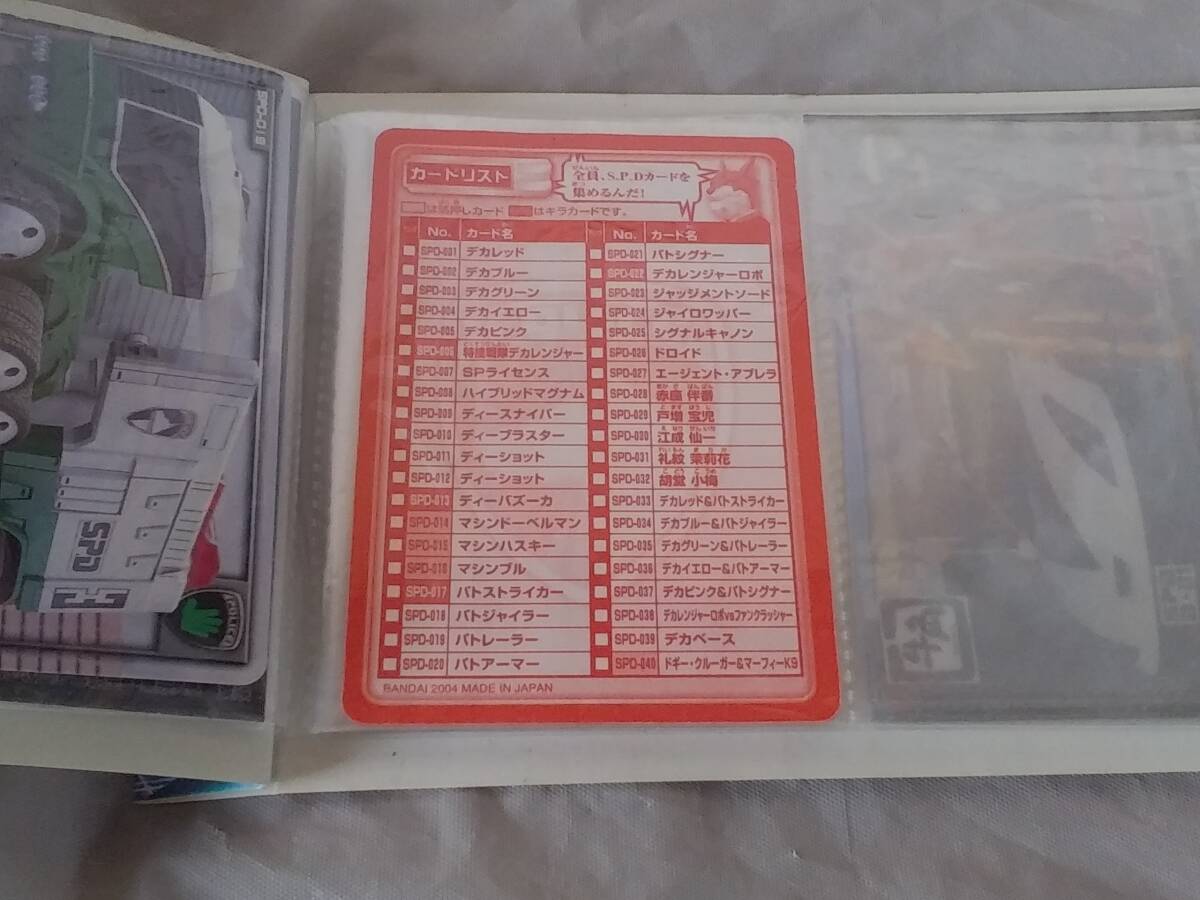 SPD-019
SPD
POLICE
カードリスト
ぜんいん
全員、S.P.Dカードを
あつ
集めるんだ!
は箔押しカード はキラカードです。
No. カード名
SPD-001 デカレッド
SPD-002 デカブルー
SPD-003 デカグリーン
SPD-004 デカイエロー
SPD-005 デカピンク
SPD-006 特捜戦隊デカレンジャー
SPD-007 SPライセンス
SPD-008 ハイブリッドマグナム
SPD-009 ディースナイパー
SPD-010 ディーブラスター
SPD-011 ディーショット
SPD-012 ディーショット
SPD-013 ディーバズーカ
SPD-014 マシンドーベルマン
SPD-015 マシンハスキー
SPD-016 マシンブル
SPD-017 パトストライカー
SPD-018 パトジャイラー
SPD-019 パトレーラー
SPD-020 パトアーマー
No. カード名
SPD-021 パトシグナー
SPD-022 デカレンジャーロボ
SPD-023 ジャッジメントソード
SPD-024 ジャイロワッパー
SPD-025 シグナルキャノン
SPD-026 ドロイド
SPD-027 エージェント・アブレラ
SPD-028 赤座 伴番
SPD-029 戸増 宝児
SPD-030 江成 仙一
SPD-031 礼紋 茉莉花
SPD-032 胡堂 小梅
SPD-033 デカレッド&パトストライカー
SPD-034 デカブルー&パトジャイラー
SPD-035 デカグリーン&パトレーラー
SPD-036 デカイエロー&パトアーマー
SPD-037 デカピンク&パトシグナー
SPD-038 デカレンジャーロボvsファンクラッシャー
SPD-039 デカベース
SPD-040 ドギー・クルーガー&マーフィーK9
BANDAI 2004 MADE IN JAPAN